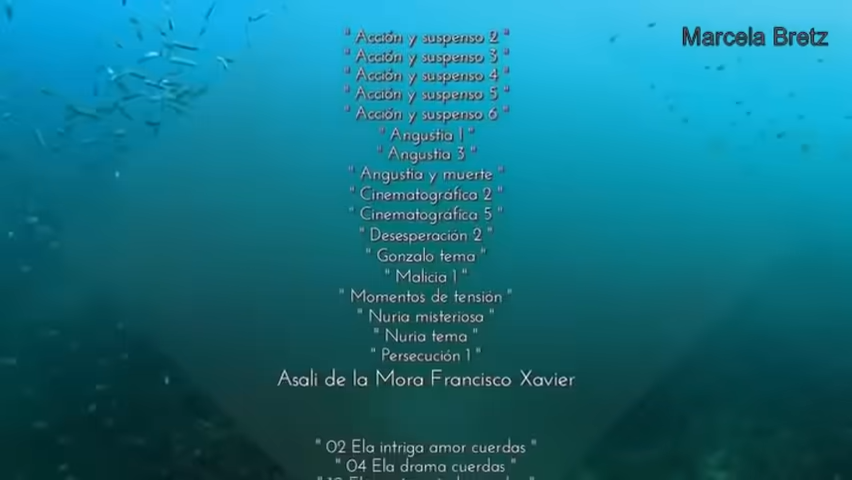 Marcela Bretz
" Acción y suspenso 2 "
" Acción y suspenso 3 "
" Acción y suspenso 4 "
" Acción y suspenso 5 "
" Acción y suspenso 6 "
" Angustia 1 "
" Angustia 3 "
" Angustia y muerte "
" Cinematográfica 2 "
" Cinematográfica 5 "
" Desesperación 2 "
" Gonzalo tema "
" Malicia 1 "
" Momentos de tensión "
" Nuria misteriosa "
" Nuria tema "
" Persecución 1 "
Asali de la Mora Francisco Xavier
" 02 Ela intriga amor cuerdas "
" 04 Ela drama cuerdas "